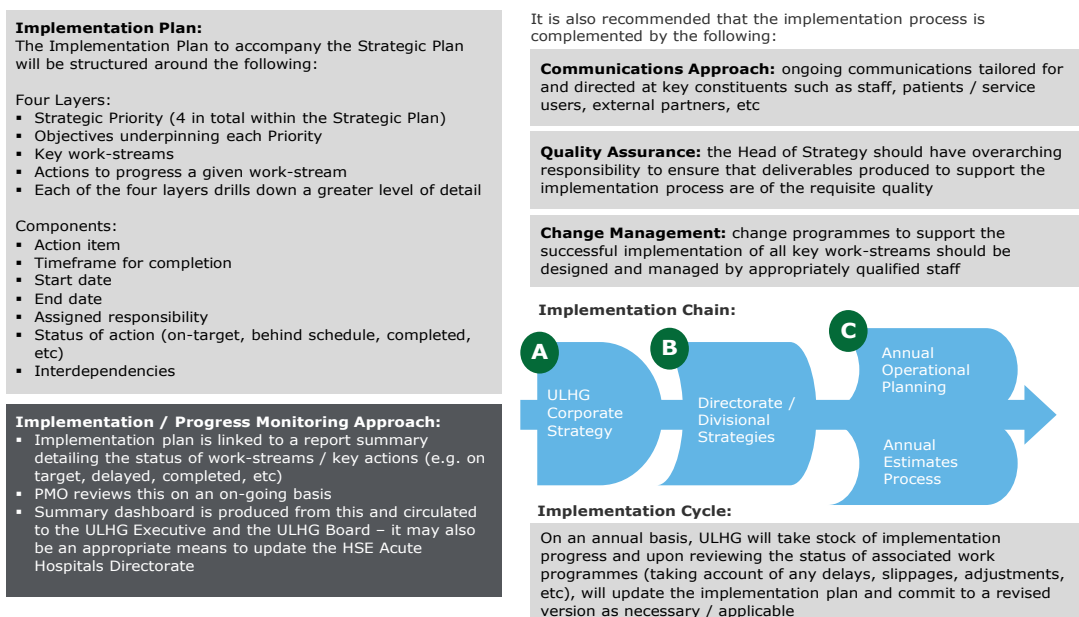 Implementation Plan:
The Implementation Plan to accompany the Strategic Plan
will be structured around the following:
Four Layers:
▪ Strategic Priority (4 in total within the Strategic Plan)
▪ Objectives underpinning each Priority
▪ Key work-streams
▪ Actions to progress a given work-stream
▪ Each of the four layers drills down a greater level of detail
Components:
▪ Action item
▪ Timeframe for completion
▪ Start date
▪ End date
▪ Assigned responsibility
▪ Status of action (on-target, behind schedule, completed,
etc)
▪ Interdependencies
Implementation / Progress Monitoring Approach:
▪ Implementation plan is linked to a report summary
detailing the status of work-streams / key actions (e.g. on
target, delayed, completed, etc)
▪ PMO reviews this on an on-going basis
▪ Summary dashboard is produced from this and circulated
to the ULHG Executive and the ULHG Board – it may also
be an appropriate means to update the HSE Acute
Hospitals Directorate
It is also recommended that the implementation process is
complemented by the following:
Communications Approach: ongoing communications tailored for
and directed at key constituents such as staff, patients / service
users, external partners, etc
Quality Assurance: the Head of Strategy should have overarching
responsibility to ensure that deliverables produced to support the
implementation process are of the requisite quality
Change Management: change programmes to support the
successful implementation of all key work-streams should be
designed and managed by appropriately qualified staff
Implementation Chain:
A
ULHG
Corporate
Strategy
B
Directorate /
Divisional
Strategies
C
Annual
Operational
Planning
Annual
Estimates
Process
Implementation Cycle:
On an annual basis, ULHG will take stock of implementation
progress and upon reviewing the status of associated work
programmes (taking account of any delays, slippages, adjustments,
etc), will update the implementation plan and commit to a revised
version as necessary / applicable